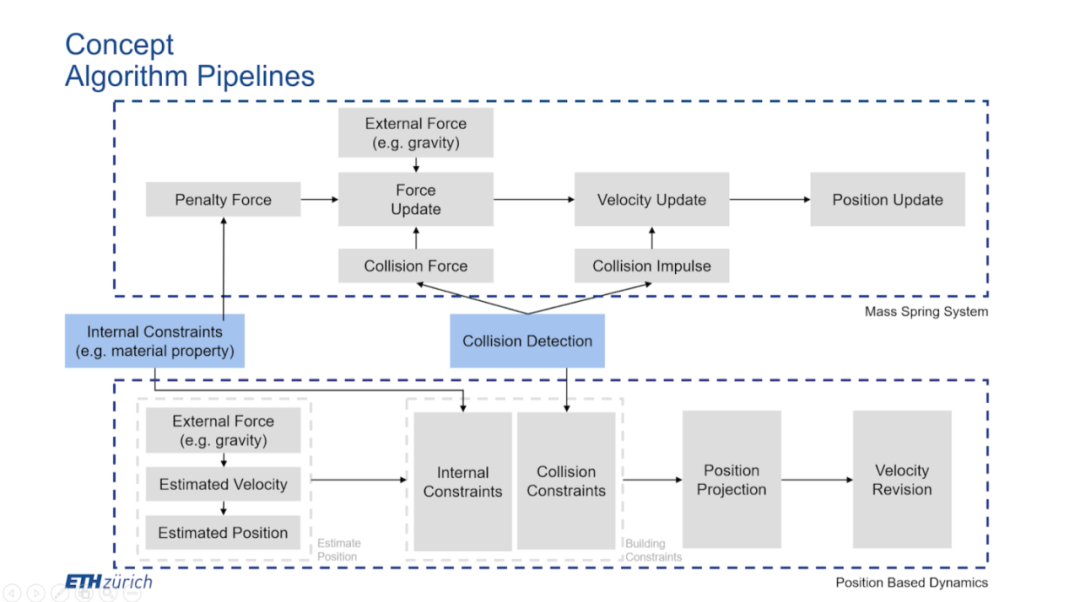 Concept
Algorithm Pipelines
External Force
(e.g. gravity)
Penalty Force
Force
Update
Velocity Update
Position Update
Collision Force
Collision Impulse
Mass Spring System
Internal Constraints
(e.g. material property)
Collision Detection
External Force
(e.g. gravity)
Estimated Velocity
Estimated Position
Estimate
Position
Internal
Constraints
Collision
Constraints
Building
Constraints
Position
Projection
Velocity
Revision
ETH zürich
Position Based Dynamics